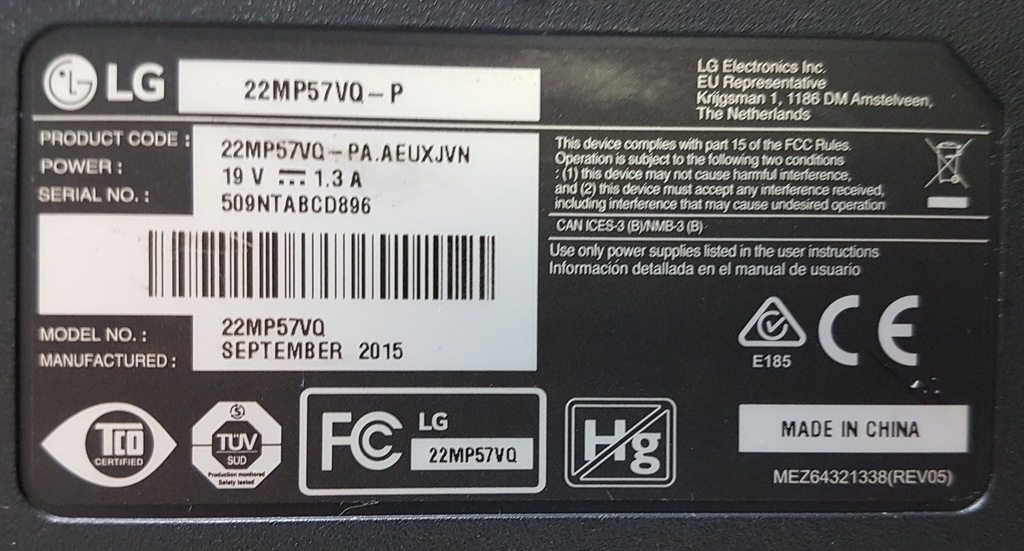 LG
22MP57VQ-P
LG Electronics Inc.
EU Representative
Krijgsman 1, 1186 DM Amstelveen,
The Netherlands
PRODUCT CODE : 22MP57VQ-PA.AEUXJVN
POWER : 19 V ⎓ 1.3 A
SERIAL NO. : 509NTABCD896
MODEL NO. : 22MP57VQ
MANUFACTURED : SEPTEMBER 2015
This device complies with part 15 of the FCC Rules.
Operation is subject to the following two conditions
: (1) this device may not cause harmful interference,
and (2) this device must accept any interference received,
including interference that may cause undesired operation
CAN ICES-3 (B)/NMB-3 (B)
Use only power supplies listed in the user instructions
Información detallada en el manual de usuario
E185
CE
TCO
CERTIFIED
TÜV
SUD
Production monitored
Safety tested
FC
LG
22MP57VQ
Hg
MADE IN CHINA
MEZ64321338(REV05)